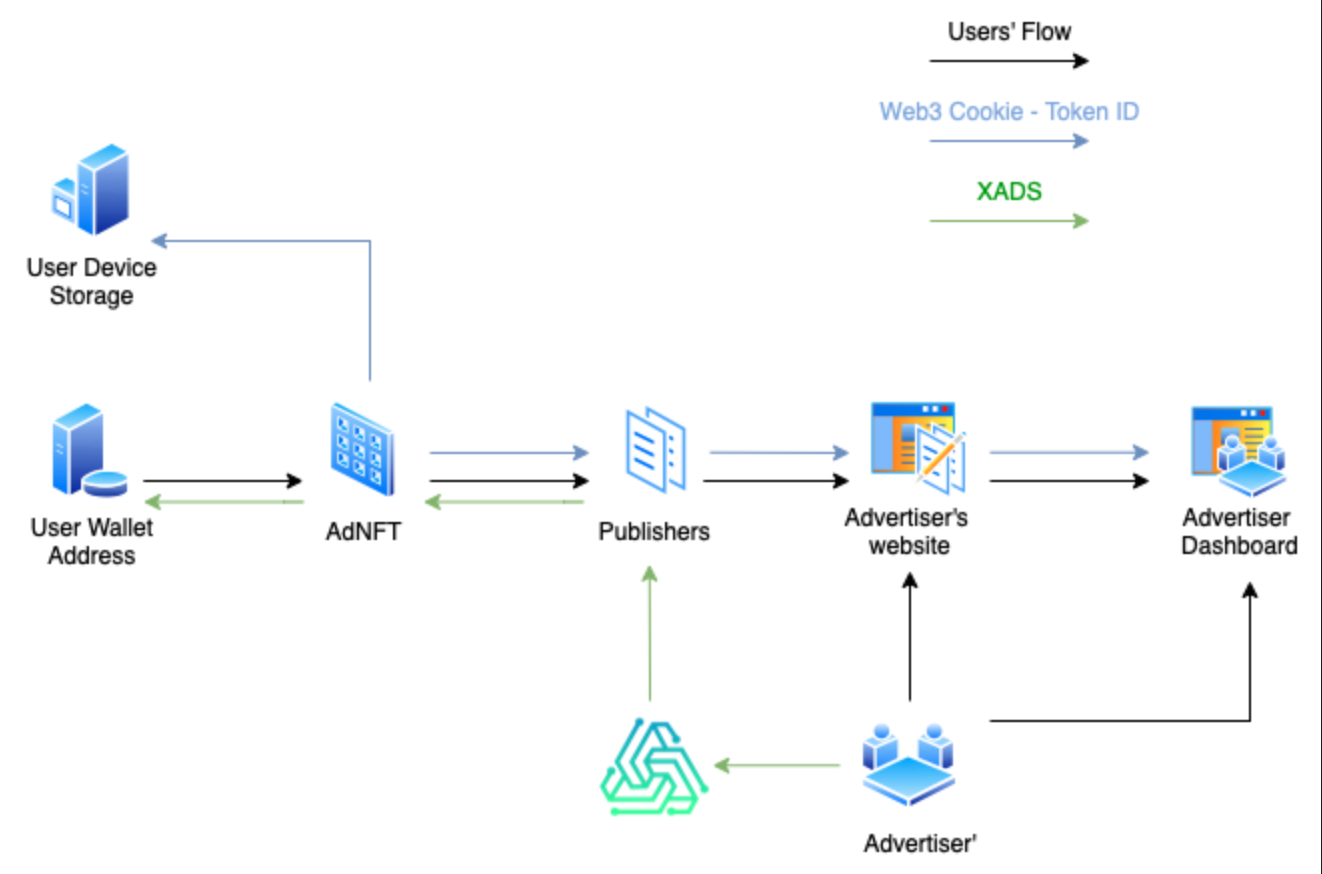 Users' Flow
Web3 Cookie - Token ID
XADS
User Device
Storage
User Wallet
Address
AdNFT
Publishers
Advertiser's
website
Advertiser
Dashboard
Advertiser'